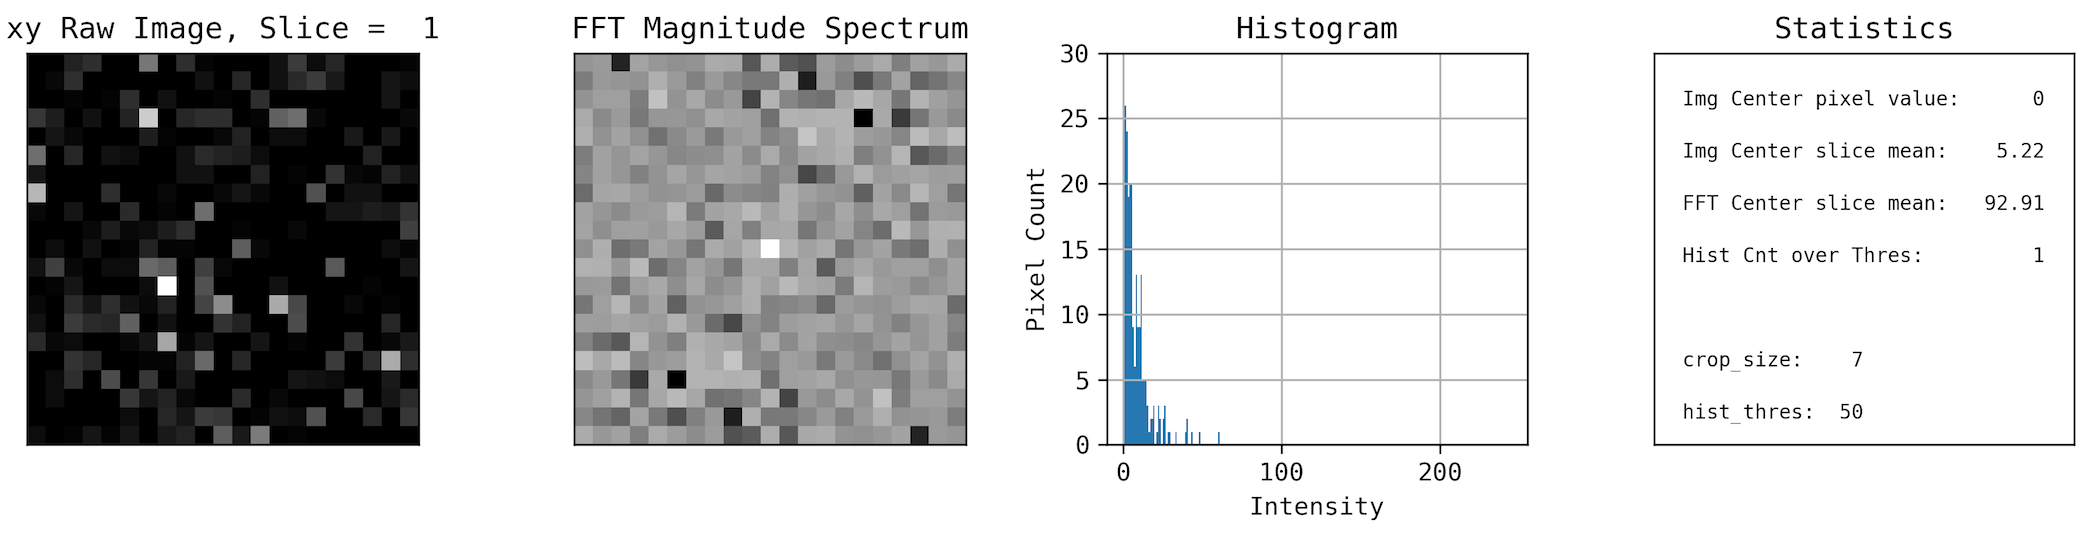 xy Raw Image, Slice =  1
FFT Magnitude Spectrum
Histogram
30
25
20
15
10
5
0
Pixel Count
0 100 200
Intensity
Statistics
Img Center pixel value: 0
Img Center slice mean: 5.22
FFT Center slice mean: 92.91
Hist Cnt over Thres: 1
crop_size: 7
hist_thres: 50